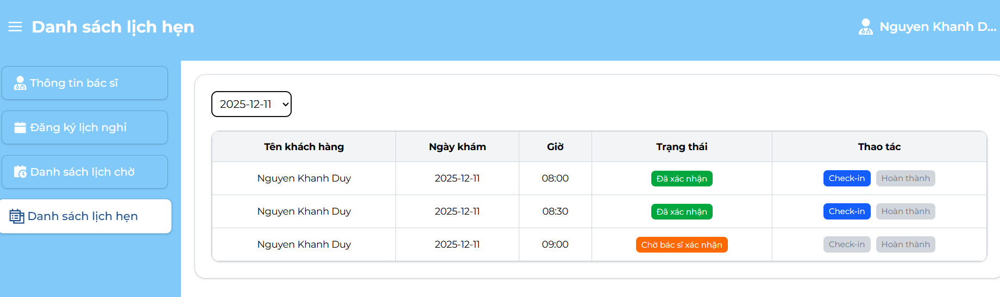 Danh sách lịch hẹn
Nguyen Khanh D...
Thông tin bác sĩ
Đăng ký lịch nghỉ
Danh sách lịch chờ
Danh sách lịch hẹn
2025-12-11
Tên khách hàng Ngày khám Giờ Trạng thái Thao tác
Nguyen Khanh Duy 2025-12-11 08:00 Đã xác nhận Check-in Hoàn thành
Nguyen Khanh Duy 2025-12-11 08:30 Đã xác nhận Check-in Hoàn thành
Nguyen Khanh Duy 2025-12-11 09:00 Chờ bác sĩ xác nhận Check-in Hoàn thành